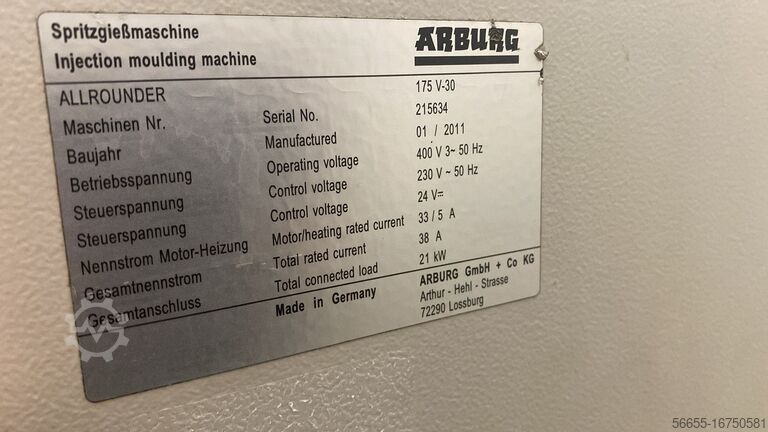 Spritzgießmaschine
Injection moulding machine
ARBURG
ALLROUNDER 175 V-30
Maschinen Nr. Serial No. 215634
Baujahr Manufactured 01 / 2011
Betriebsspannung Operating voltage 400 V 3~ 50 Hz
Steuerspannung Control voltage 230 V ~ 50 Hz
Steuerspannung Control voltage 24 V⎓
Nennstrom Motor-Heizung Motor/heating rated current 33 / 5 A
Gesamtnennstrom Total rated current 38 A
Gesamtanschluss Total connected load 21 kW
Made in Germany
ARBURG GmbH + Co KG
Arthur - Hehl - Strasse
72290 Lossburg
56655-16750581